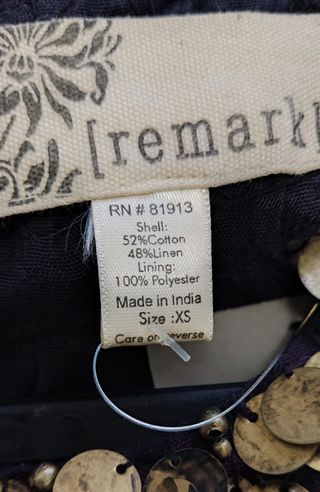 [remark]
RN # 81913
Shell:
52%Cotton
48%Linen
Lining:
100% Polyester
Made in India
Size :XS
Care on reverse